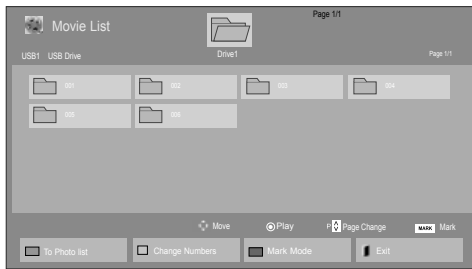 Page 1/1
Movie List
USB1 USB Drive
Drive1
Page 1/1
001 002 003 004
005 006
Move Play P Page Change MARK Mark
To Photo list Change Numbers Mark Mode Exit